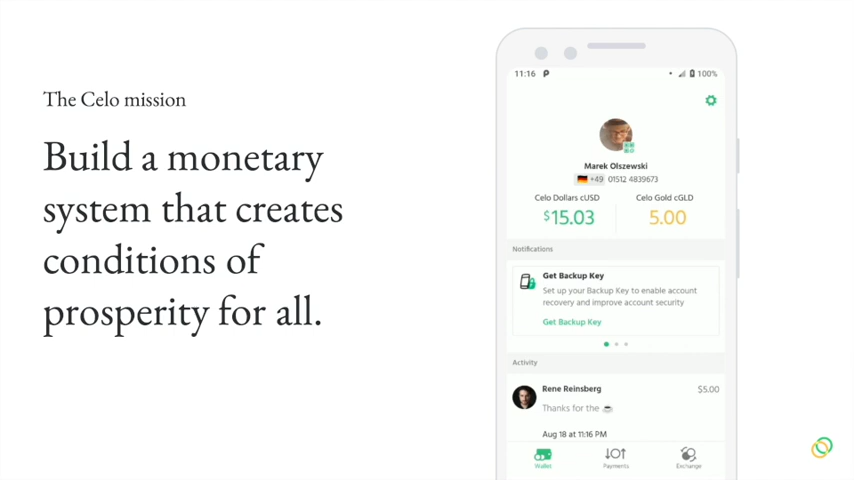 The Celo mission
Build a monetary
system that creates
conditions of
prosperity for all.
11:16
100%
Marek Olszewski
+49 01512 4839673
Celo Dollars cUSD
Celo Gold cGLD
$15.03
5.00
Notifications
Get Backup Key
Set up your Backup Key to enable account
recovery and improve account security
Get Backup Key
Activity
Rene Reinsberg
$5.00
Thanks for the ☕
Aug 18 at 11:16 PM
Wallet
Payments
Exchange